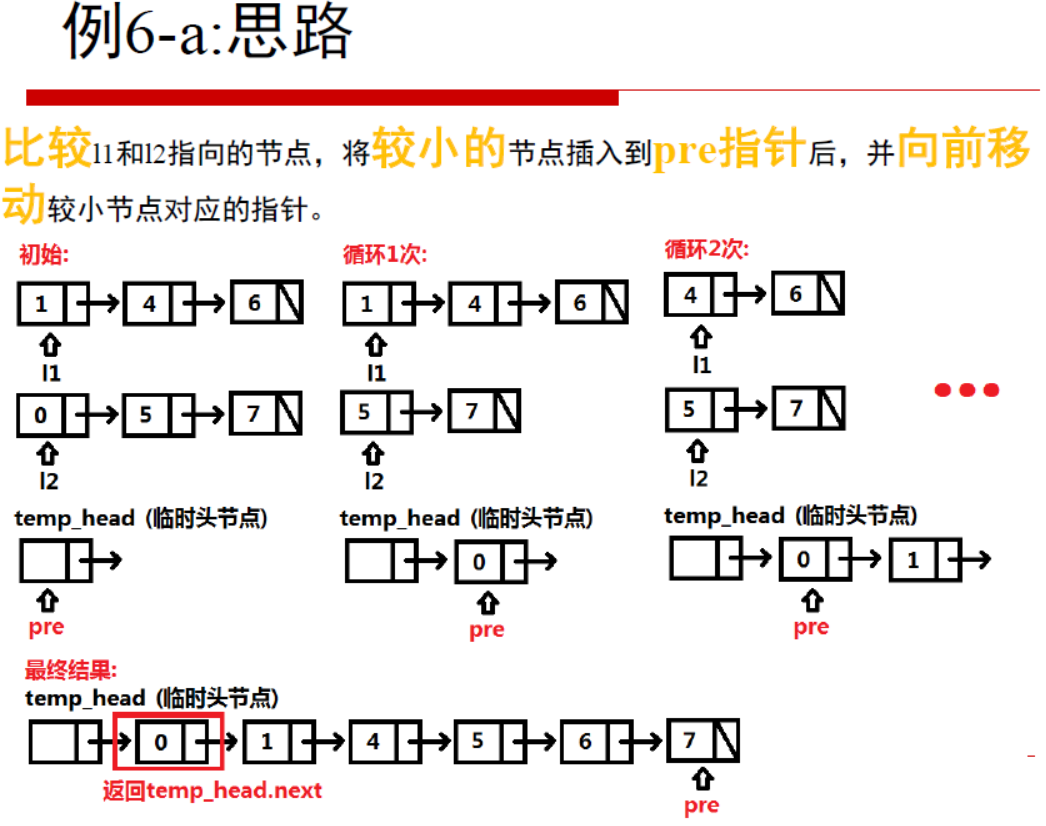 例6-a:思路
比较l1和l2指向的节点，将较小的节点插入到pre指针后，并向前移
动较小节点对应的指针。
初始: 循环1次: 循环2次:
1 4 6 1 4 6 4 6
l1 l1 l1
0 5 7 5 7 5 7
l2 l2 l2
temp_head (临时头节点) temp_head (临时头节点) temp_head (临时头节点)
0 0 1
pre pre pre
最终结果:
temp_head (临时头节点)
0 1 4 5 6 7
返回temp_head.next
pre